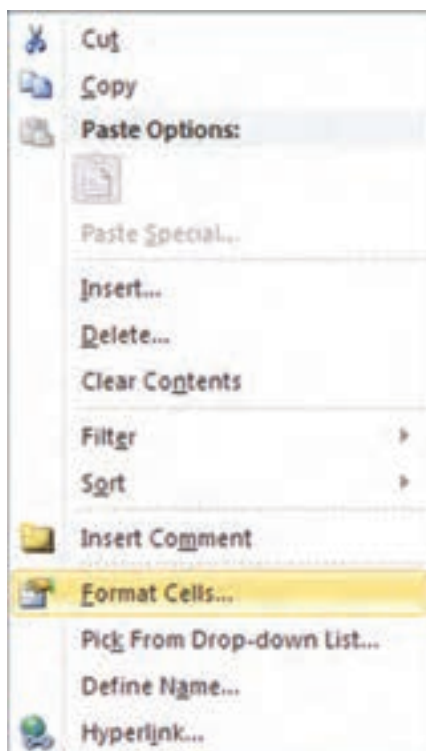 Cut
Copy
Paste Options:
Paste Special...
Insert...
Delete...
Clear Contents
Filter
Sort
Insert Comment
Format Cells...
Pick From Drop-down List...
Define Name...
Hyperlink...